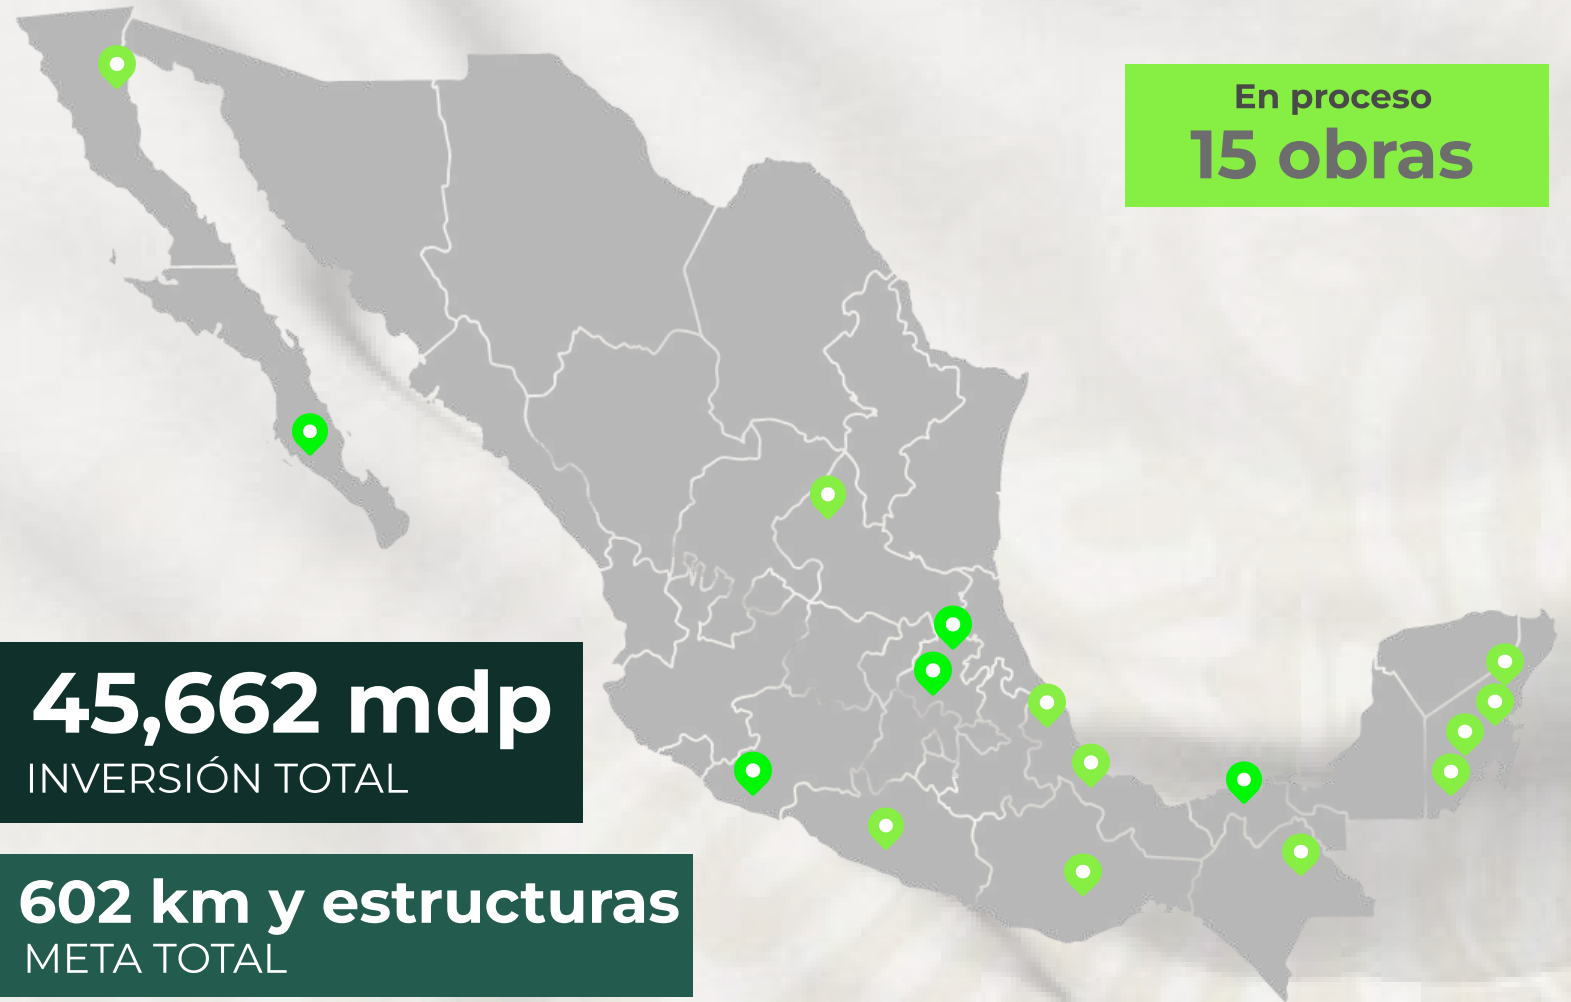 En proceso
15 obras
45,662 mdp
INVERSIÓN TOTAL
602 km y estructuras
META TOTAL